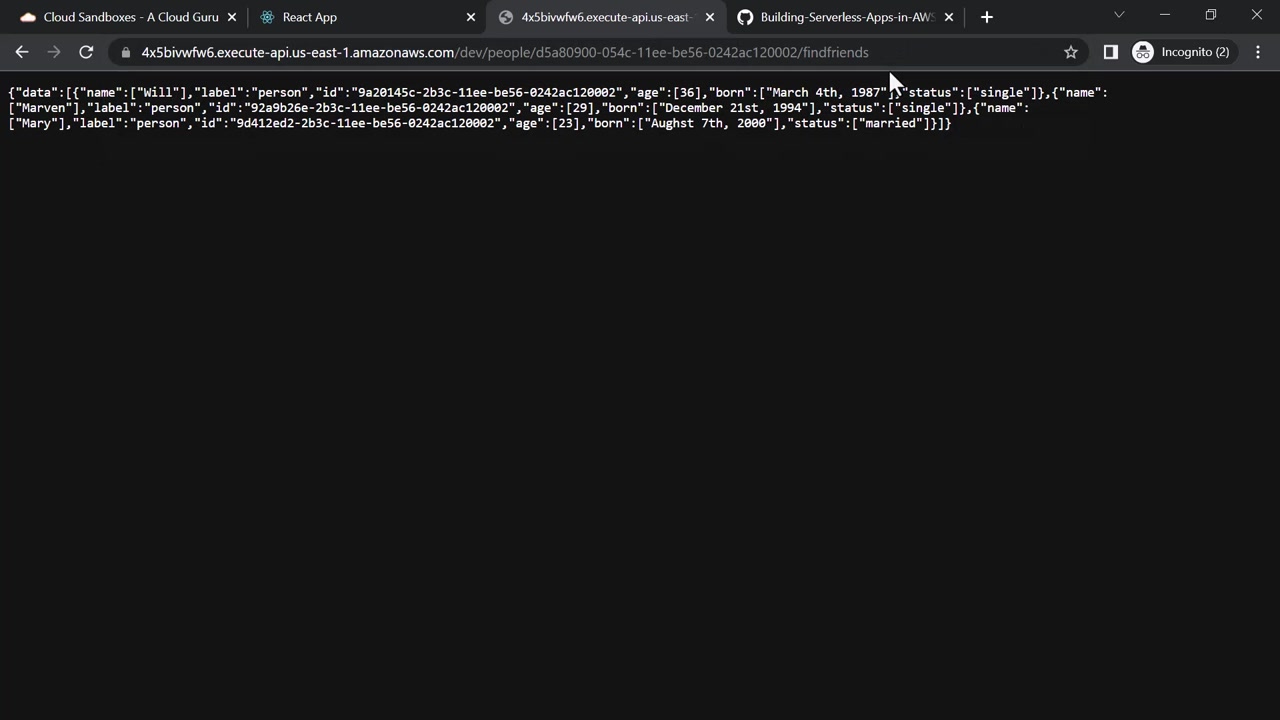 Cloud Sandboxes - A Cloud Guru
React App
4x5bivwfw6.execute-api.us-east-
Building-Serverless-Apps-in-AWS
4x5bivwfw6.execute-api.us-east-1.amazonaws.com/dev/people/d5a80900-054c-11ee-be56-0242ac120002/findfriends
Incognito (2)
{"data":[{"name":["Will"],"label":"person","id":"9a20145c-2b3c-11ee-be56-0242ac120002","age":[36],"born":["March 4th, 1987"],"status":["single"]},{"name":
["Marven"],"label":"person","id":"92a9b26e-2b3c-11ee-be56-0242ac120002","age":[29],"born":["December 21st, 1994"],"status":["single"]},{"name":
["Mary"],"label":"person","id":"9d412ed2-2b3c-11ee-be56-0242ac120002","age":[23],"born":["Aughst 7th, 2000"],"status":["married"]}]}